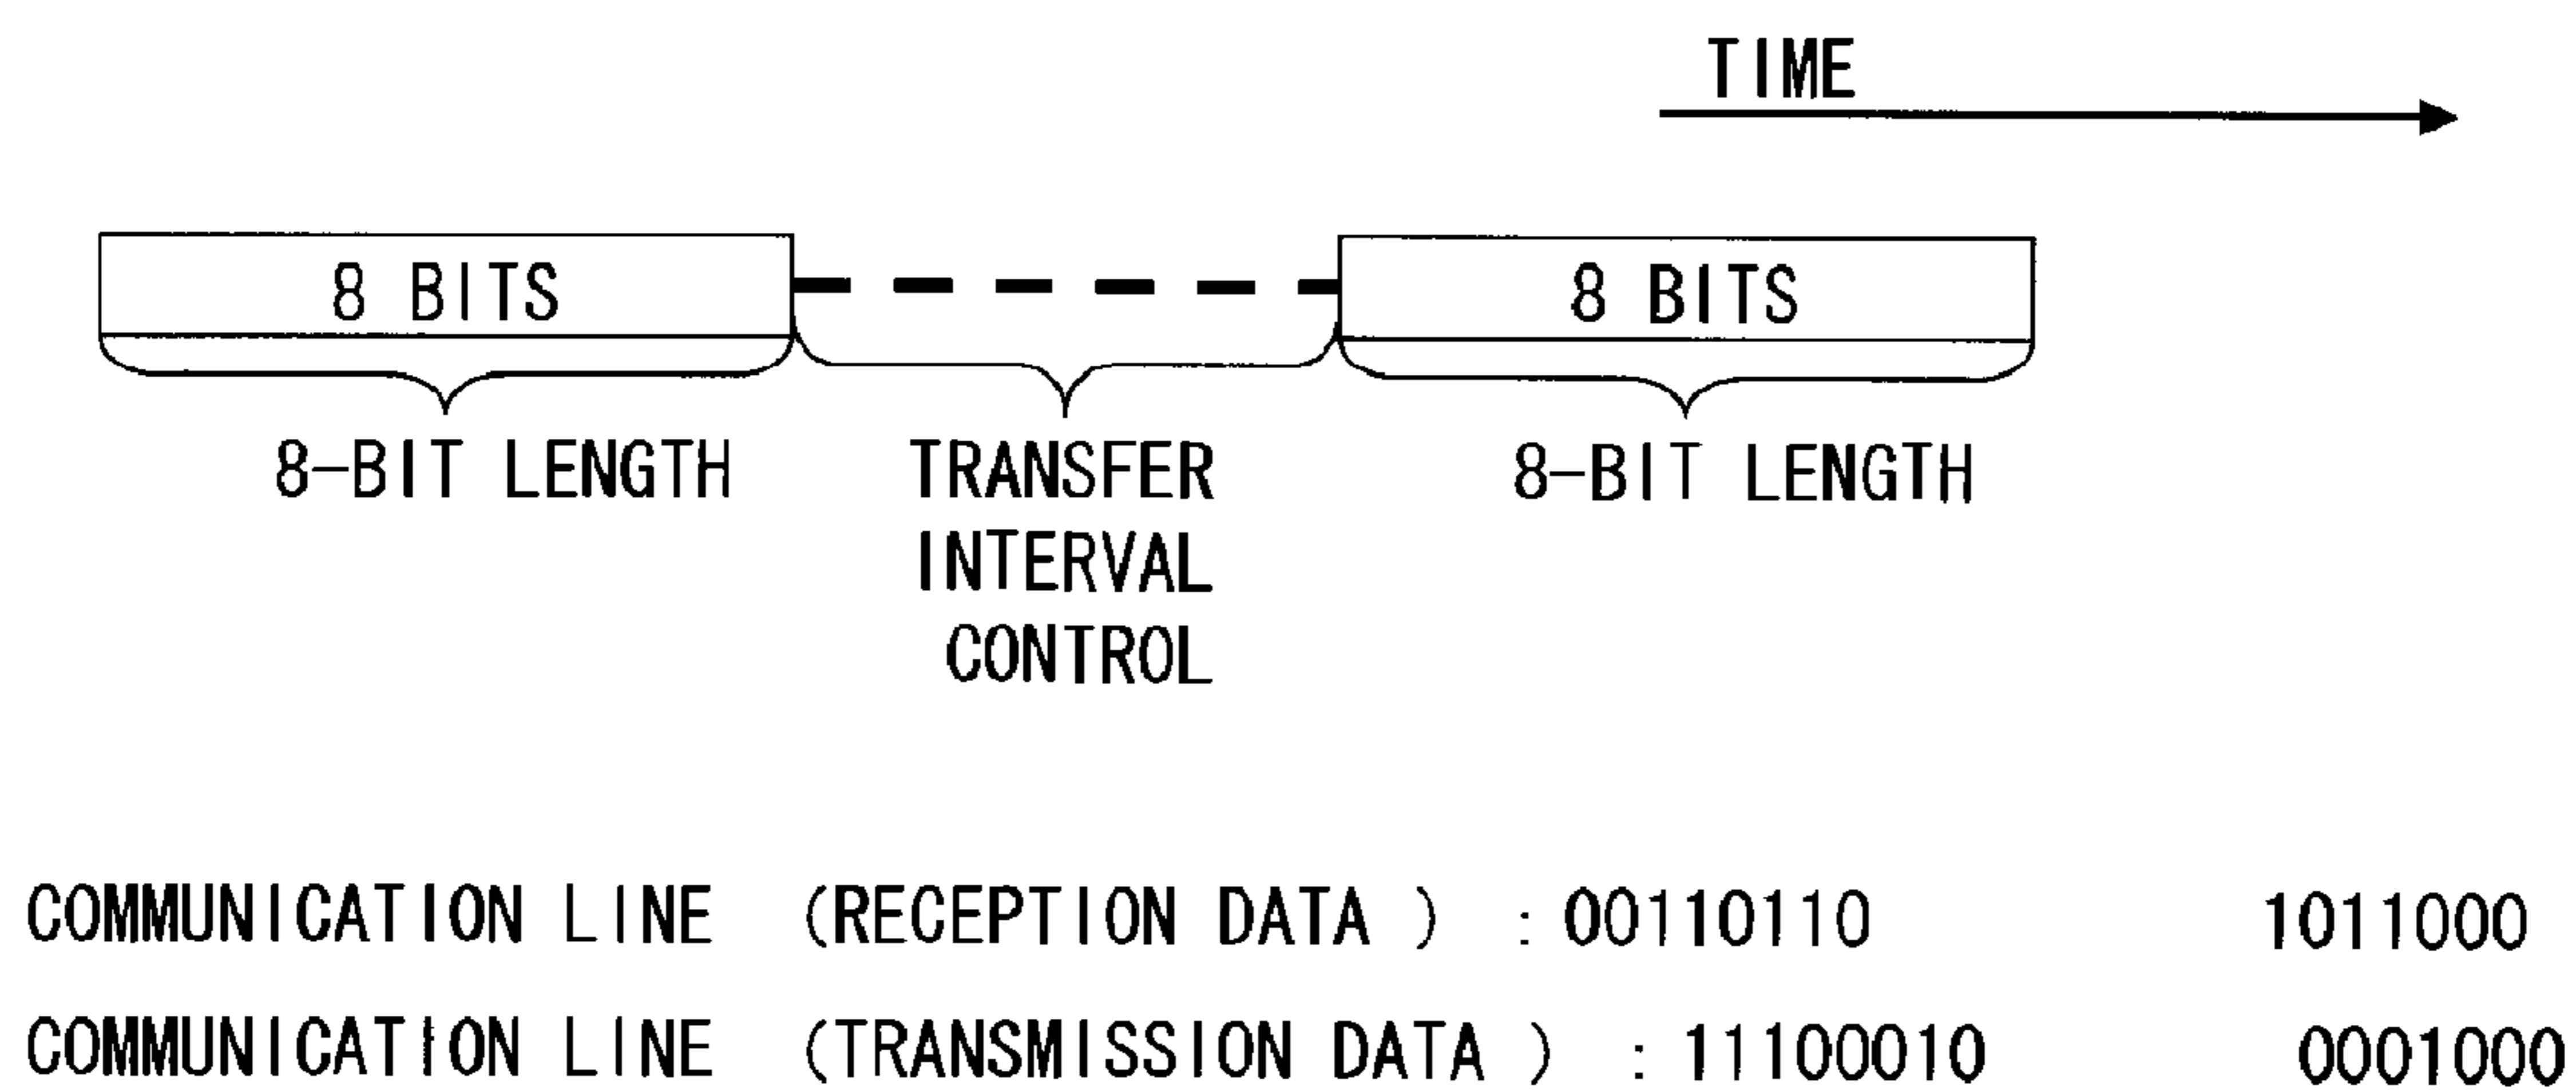 TIME
8 BITS 8 BITS
8-BIT LENGTH TRANSFER INTERVAL CONTROL 8-BIT LENGTH
COMMUNICATION LINE (RECEPTION DATA ) : 00110110 1011000
COMMUNICATION LINE (TRANSMISSION DATA ) : 11100010 0001000